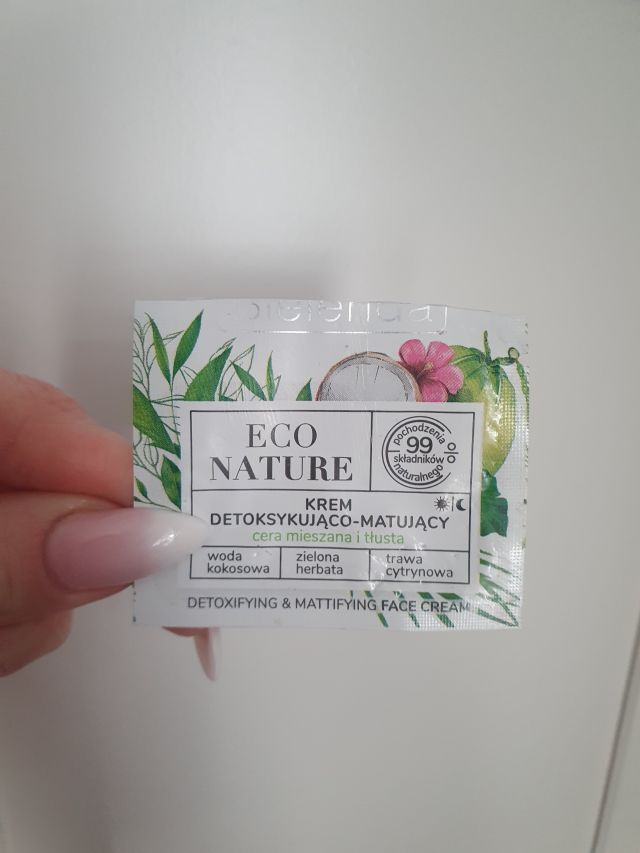 bielenda
ECO
NATURE
pochodzenia
99 %
składników
naturalnego
KREM
DETOKSYKUJĄCO-MATUJĄCY
cera mieszana i tłusta
woda
kokosowa
zielona
herbata
trawa
cytrynowa
DETOXIFYING & MATTIFYING FACE CREAM